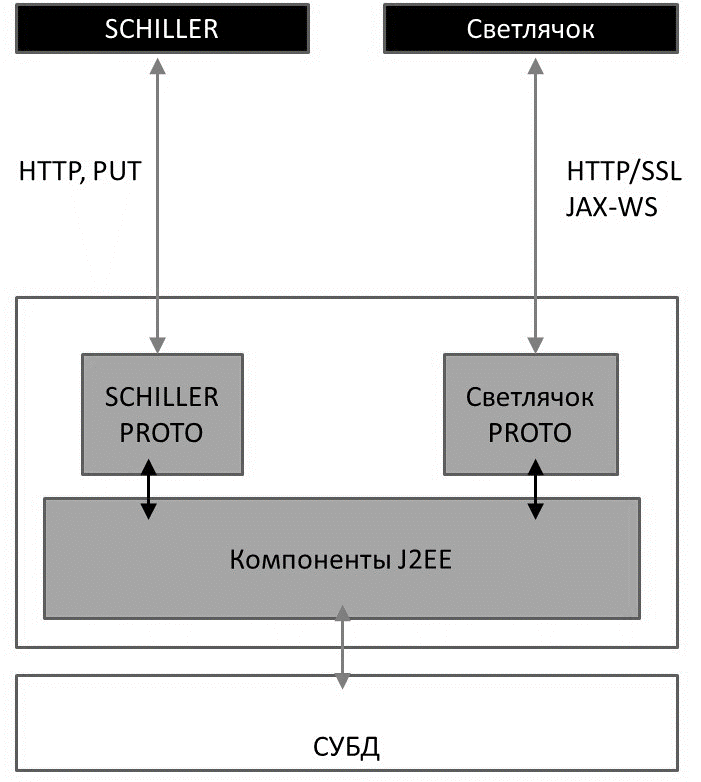 SCHILLER
Светлячок
HTTP, PUT
HTTP/SSL
JAX-WS
SCHILLER
PROTO
Светлячок
PROTO
Компоненты J2EE
СУБД